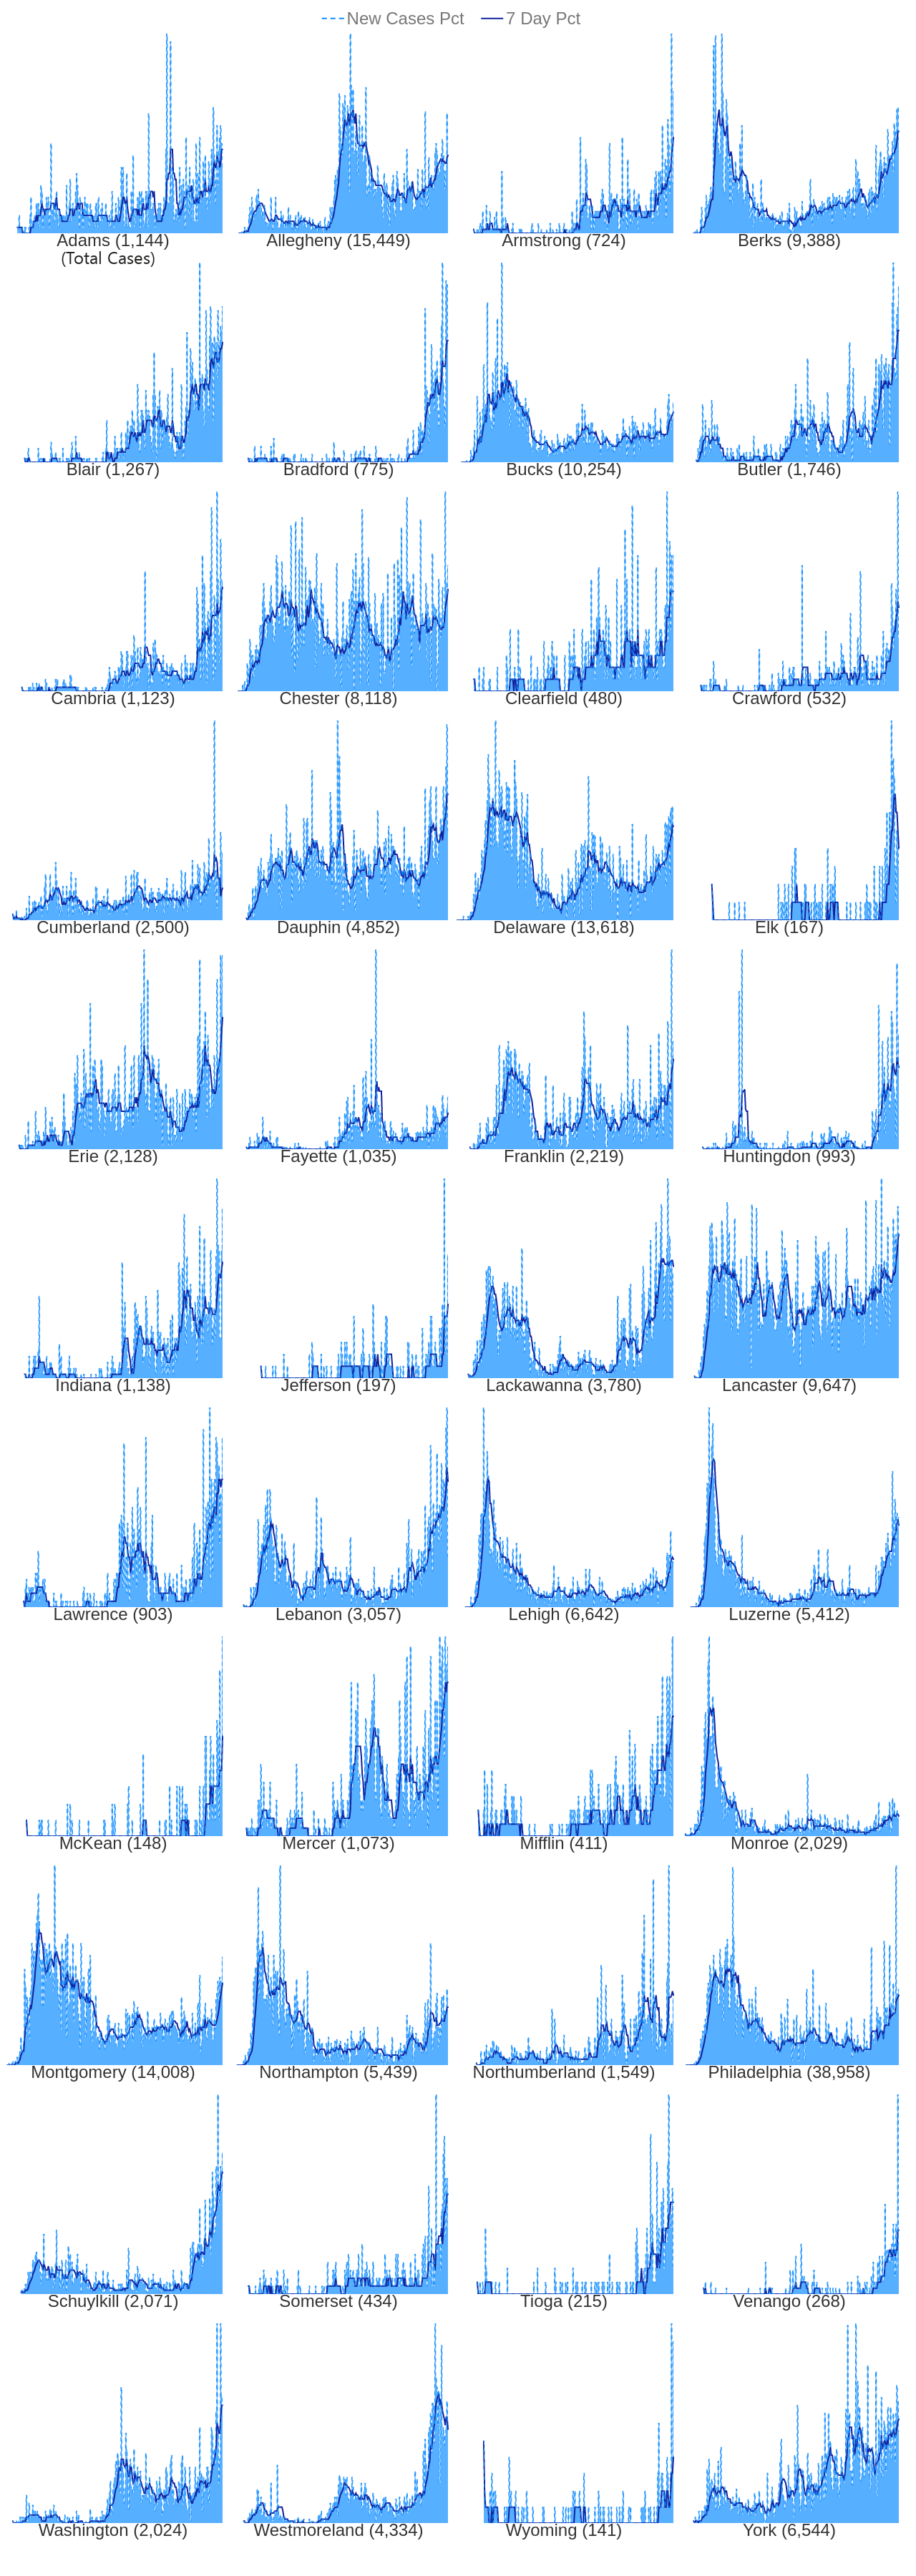 New Cases Pct 7 Day Pct
Adams (1,144) Allegheny (15,449) Armstrong (724) Berks (9,388)
(Total Cases)
Blair (1,267) Bradford (775) Bucks (10,254) Butler (1,746)
Cambria (1,123) Chester (8,118) Clearfield (480) Crawford (532)
Cumberland (2,500) Dauphin (4,852) Delaware (13,618) Elk (167)
Erie (2,128) Fayette (1,035) Franklin (2,219) Huntingdon (993)
Indiana (1,138) Jefferson (197) Lackawanna (3,780) Lancaster (9,647)
Lawrence (903) Lebanon (3,057) Lehigh (6,642) Luzerne (5,412)
McKean (148) Mercer (1,073) Mifflin (411) Monroe (2,029)
Montgomery (14,008) Northampton (5,439) Northumberland (1,549) Philadelphia (38,958)
Schuylkill (2,071) Somerset (434) Tioga (215) Venango (268)
Washington (2,024) Westmoreland (4,334) Wyoming (141) York (6,544)